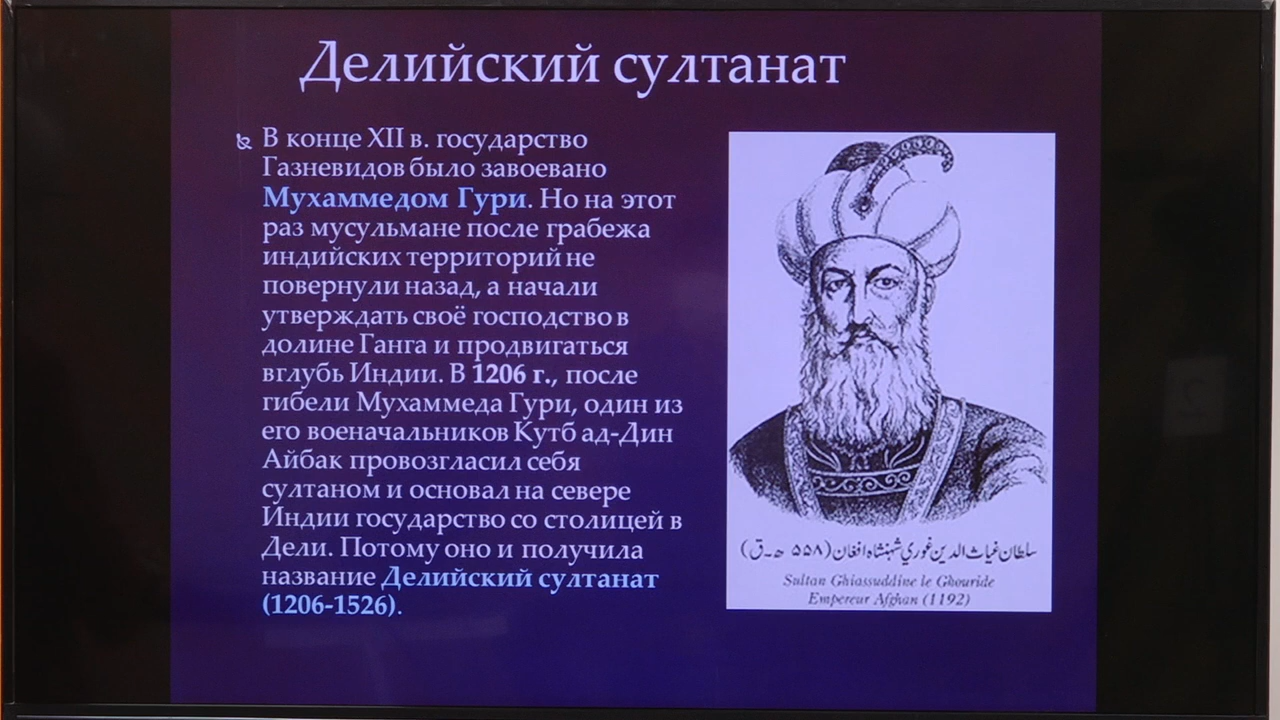 Делийский султанат
В конце XII в. государство
Газневидов было завоевано
Мухаммедом Гури. Но на этот
раз мусульмане после грабежа
индийских территорий не
повернули назад, а начали
утверждать своё господство в
долине Ганга и продвигаться
вглубь Индии. В 1206 г., после
гибели Мухаммеда Гури, один из
его военачальников Кутб ад-Дин
Айбак провозгласил себя
султаном и основал на севере
Индии государство со столицей в
Дели. Потому оно и получила
название Делийский султанат
(1206-1526).
سلطان غیاث الدین غوري شهنشاه افغان (۵۵۸ ھ-ق)
Sultan Ghiassuddine le Ghouride
Empereur Afghan (1192)